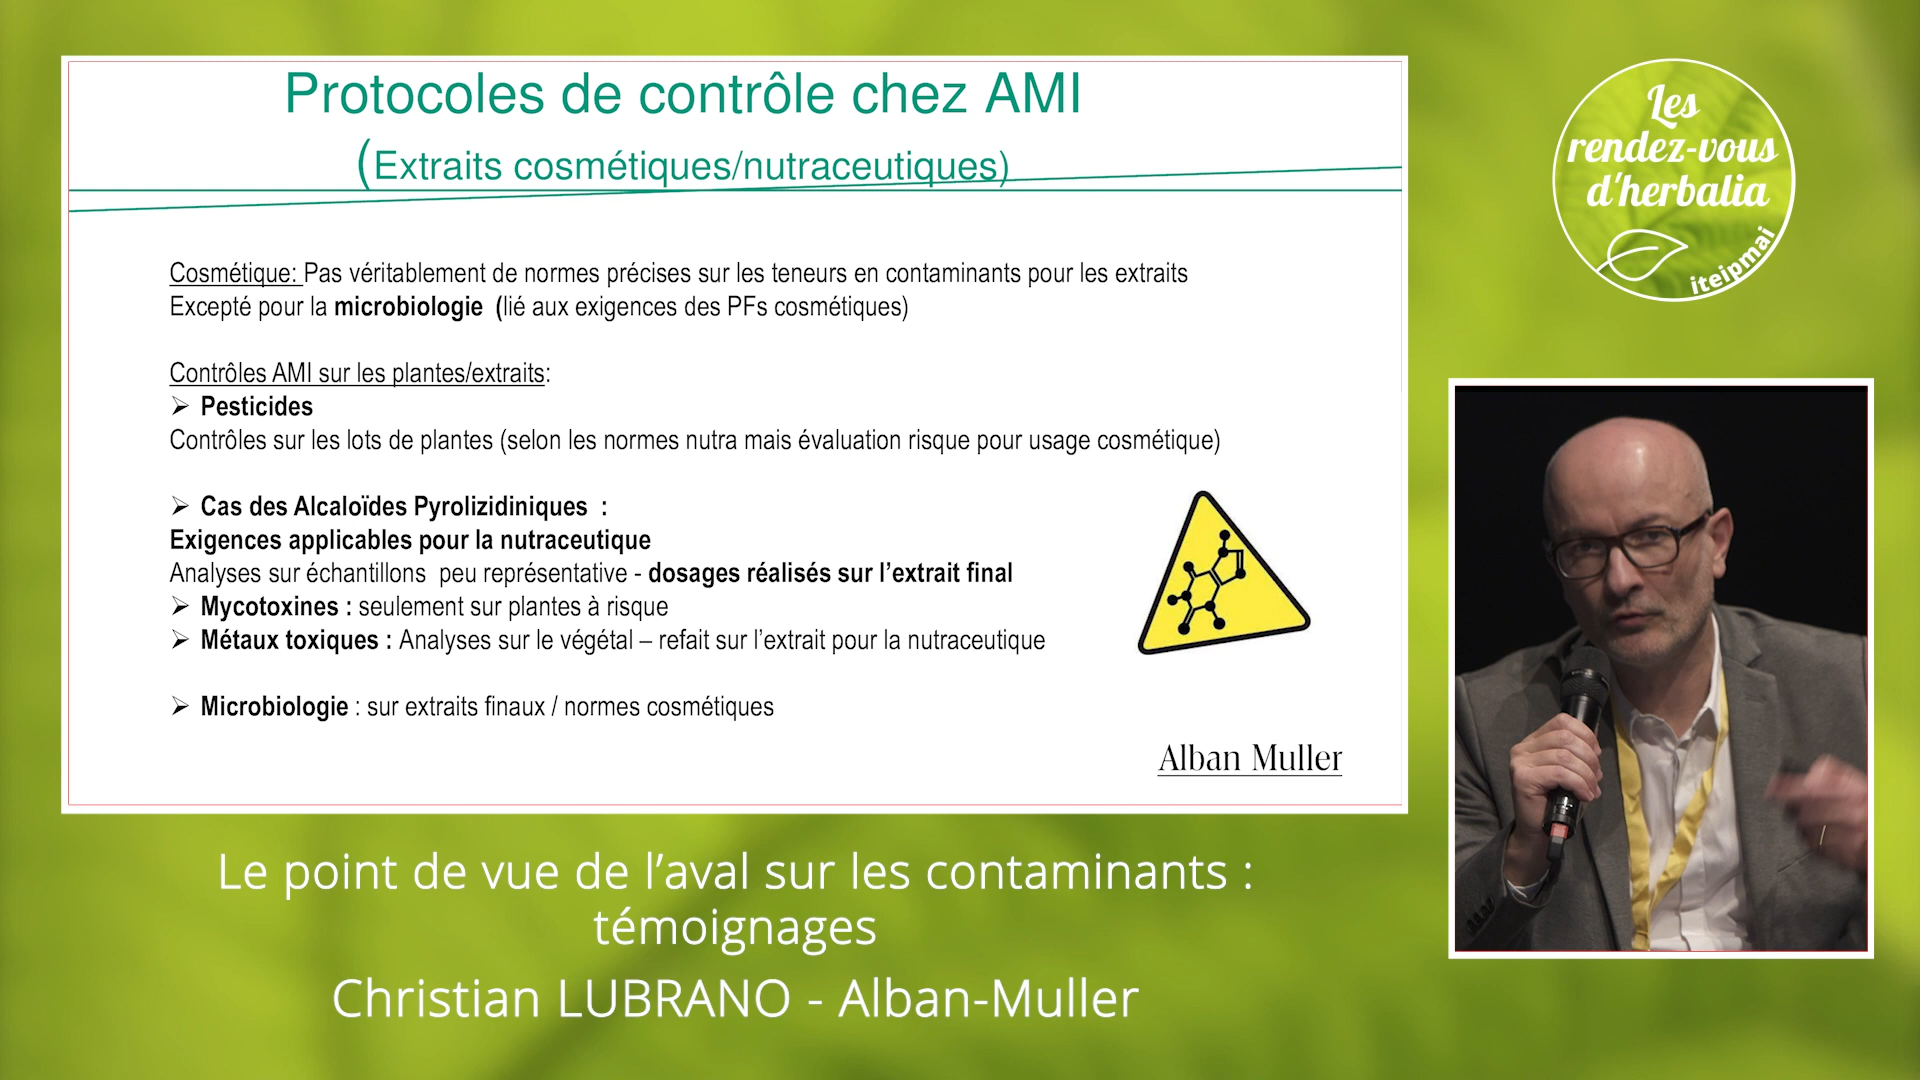 Protocoles de contrôle chez AMI
(Extraits cosmétiques/nutraceutiques)
Cosmétique: Pas véritablement de normes précises sur les teneurs en contaminants pour les extraits
Excepté pour la microbiologie (lié aux exigences des PFs cosmétiques)
Contrôles AMI sur les plantes/extraits:
➢ Pesticides
Contrôles sur les lots de plantes (selon les normes nutra mais évaluation risque pour usage cosmétique)
➢ Cas des Alcaloïdes Pyrolizidiniques :
Exigences applicables pour la nutraceutique
Analyses sur échantillons peu représentative - dosages réalisés sur l’extrait final
➢ Mycotoxines : seulement sur plantes à risque
➢ Métaux toxiques : Analyses sur le végétal – refait sur l’extrait pour la nutraceutique
➢ Microbiologie : sur extraits finaux / normes cosmétiques
Alban Muller
Les
rendez-vous
d'herbalia
iteipmai
Le point de vue de l’aval sur les contaminants :
témoignages
Christian LUBRANO - Alban-Muller